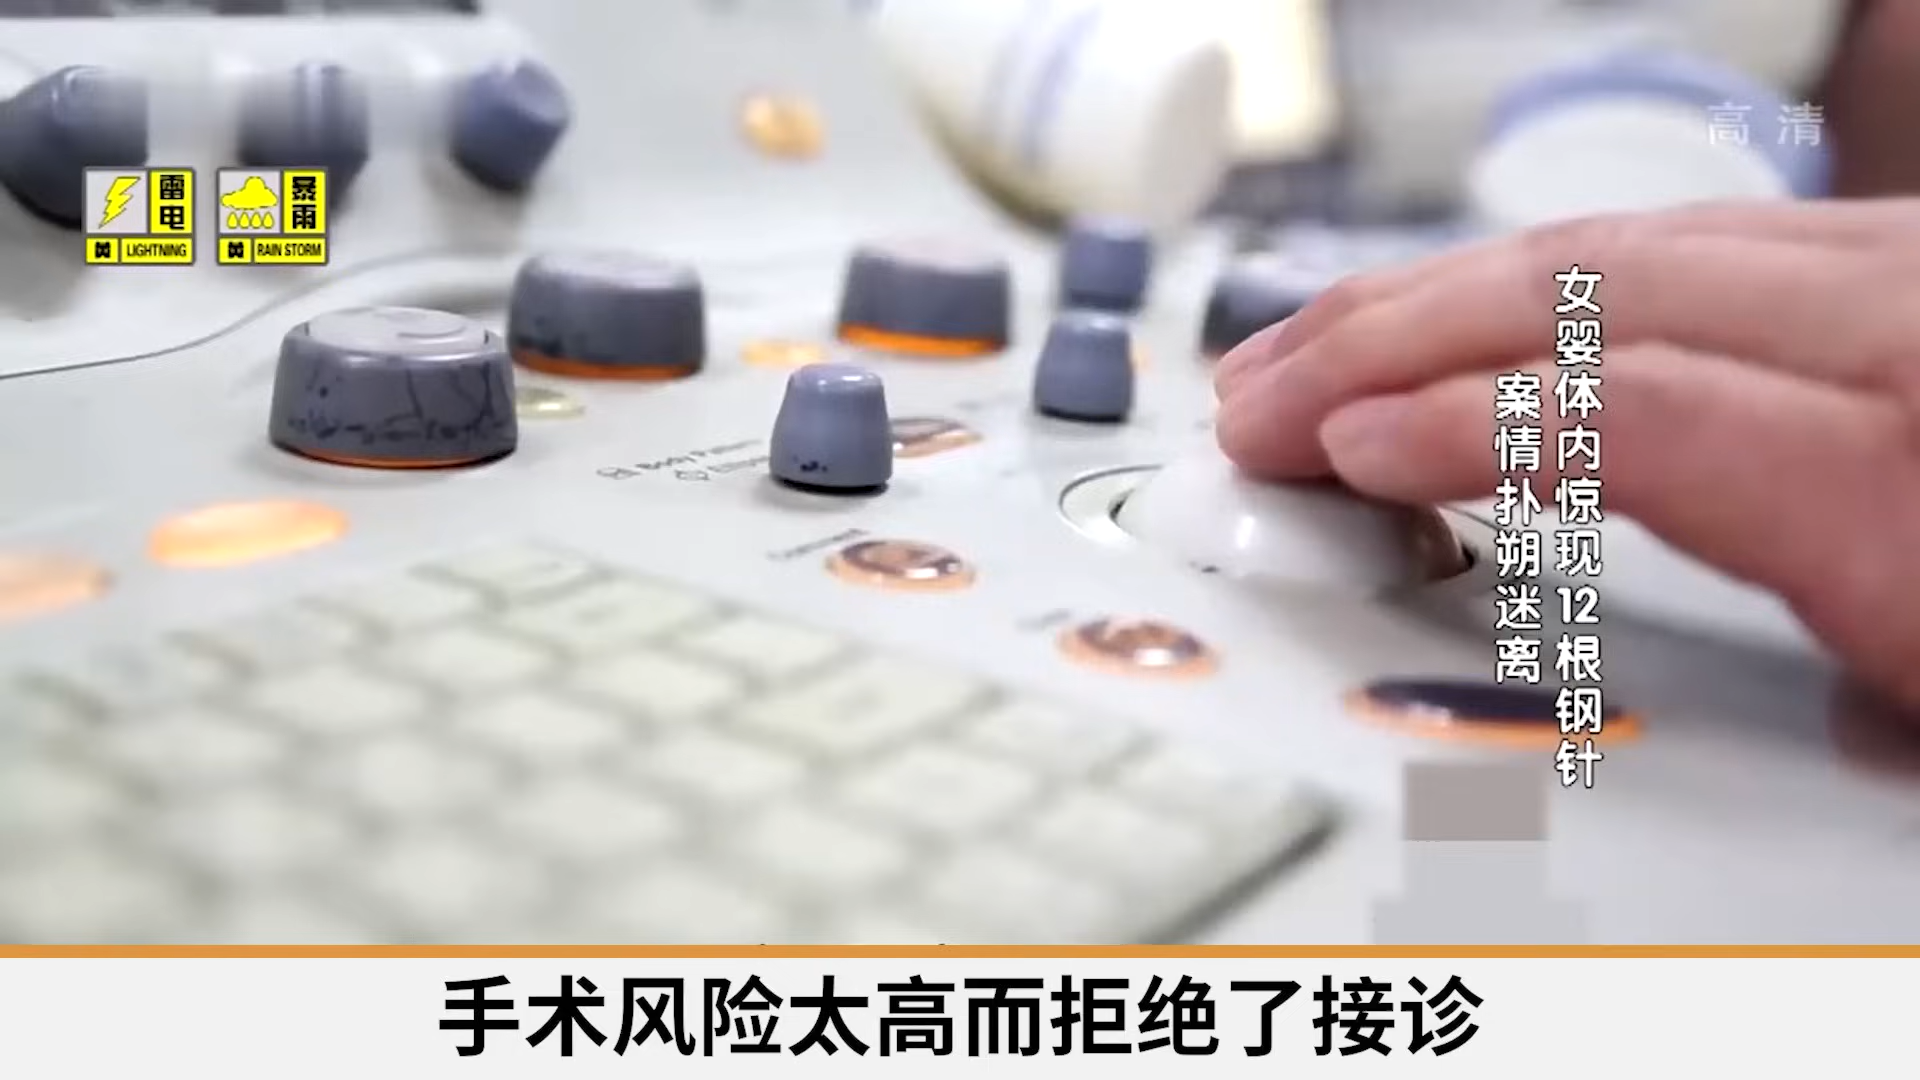 高清
雷电
LIGHTNING
暴雨
RAIN STORM
女婴体内惊现12根钢针
案情扑朔迷离
Body Pattern
手术风险太高而拒绝了接诊